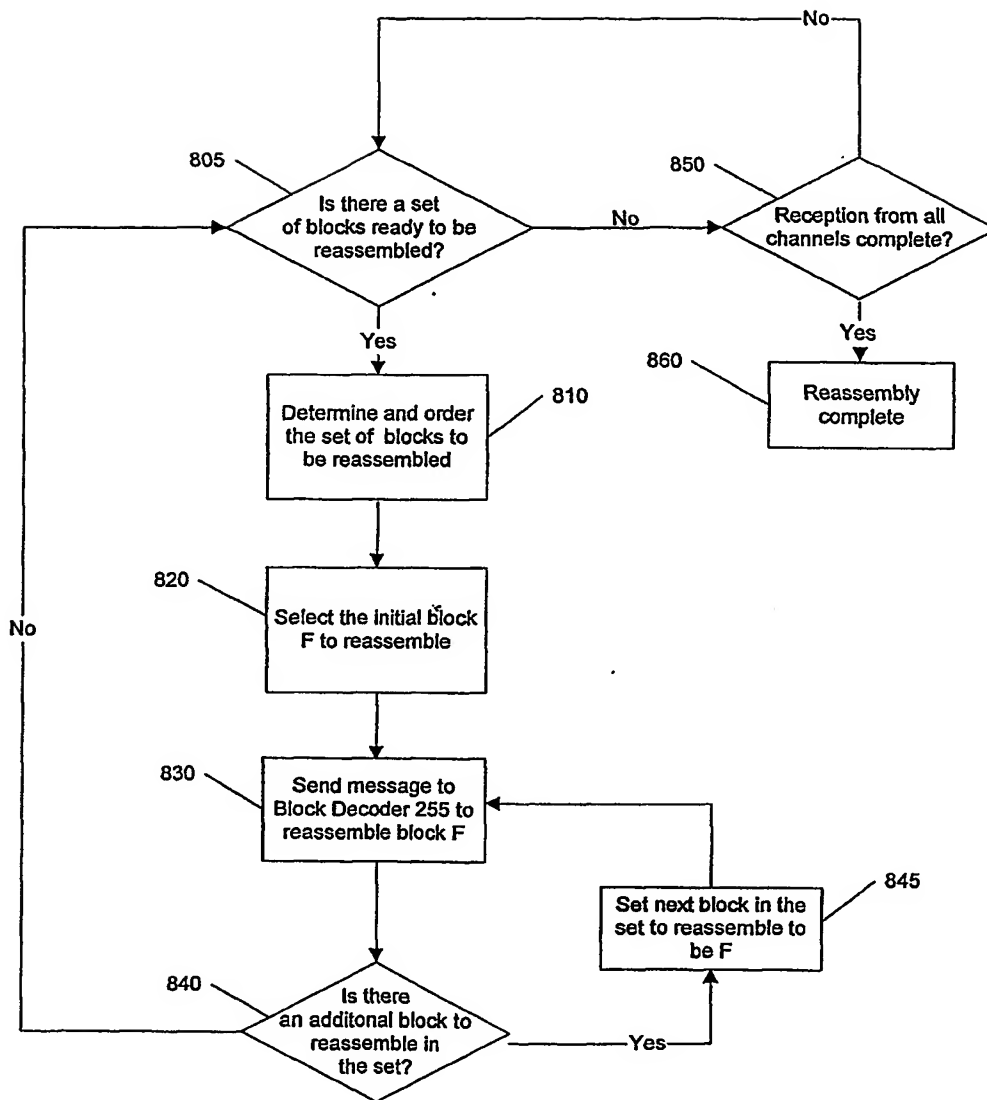 No
805
Is there a set
of blocks ready to be
reassembled?
No
850
Reception from all
channels complete?
Yes
Yes
860
Reassembly
complete
Determine and order
the set of blocks to
be reassembled
810
820
Select the initial block
F to reassemble
No
830
Send message to
Block Decoder 255 to
reassemble block F
845
Set next block in the
set to reassemble to
be F
840
Is there
an additonal block to
reassemble in
the set?
Yes